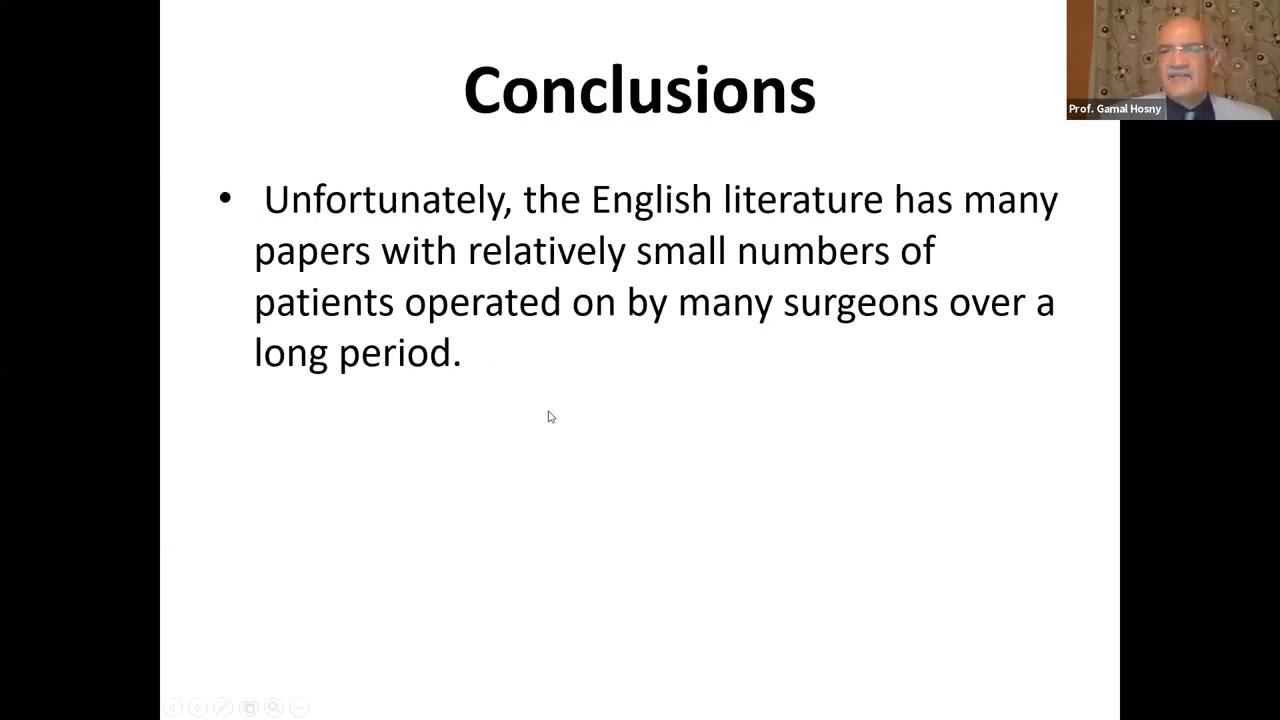 Conclusions
Prof. Gamal Hosny
• Unfortunately, the English literature has many
papers with relatively small numbers of
patients operated on by many surgeons over a
long period.